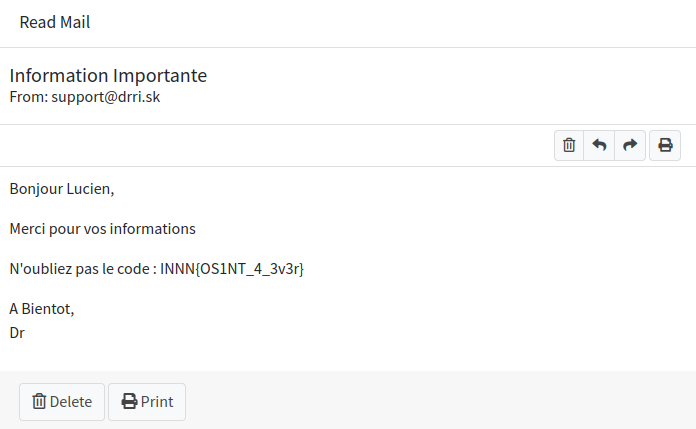 Read Mail
Information Importante
From: support@drri.sk
Bonjour Lucien,
Merci pour vos informations
N'oubliez pas le code : INNN{OS1NT_4_3v3r}
A Bientot,
Dr
Delete Print